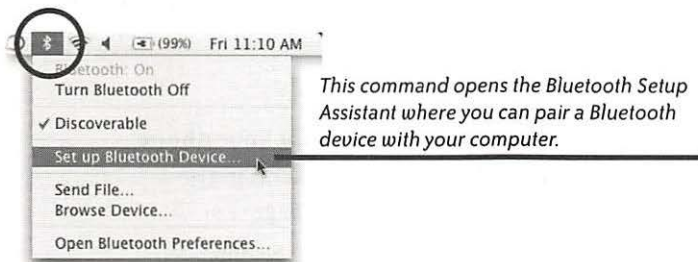 (99%) Fri 11:10 AM
Bluetooth: On
Turn Bluetooth Off
✓ Discoverable
Set up Bluetooth Device...
Send File...
Browse Device...
Open Bluetooth Preferences...
This command opens the Bluetooth Setup
Assistant where you can pair a Bluetooth
device with your computer.